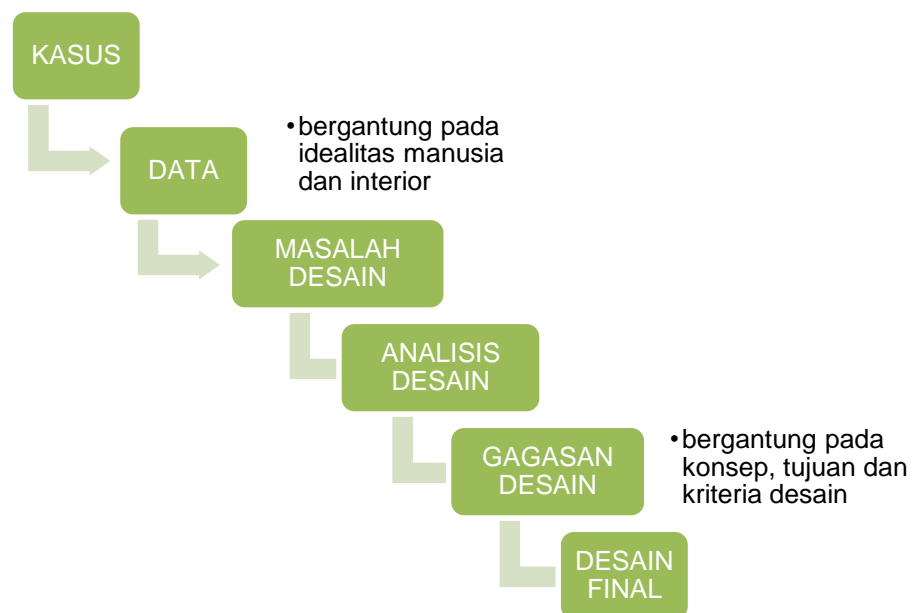 KASUS
DATA
•bergantung pada
idealitas manusia
dan interior
MASALAH
DESAIN
ANALISIS
DESAIN
GAGASAN
DESAIN
•bergantung pada
konsep, tujuan dan
kriteria desain
DESAIN
FINAL